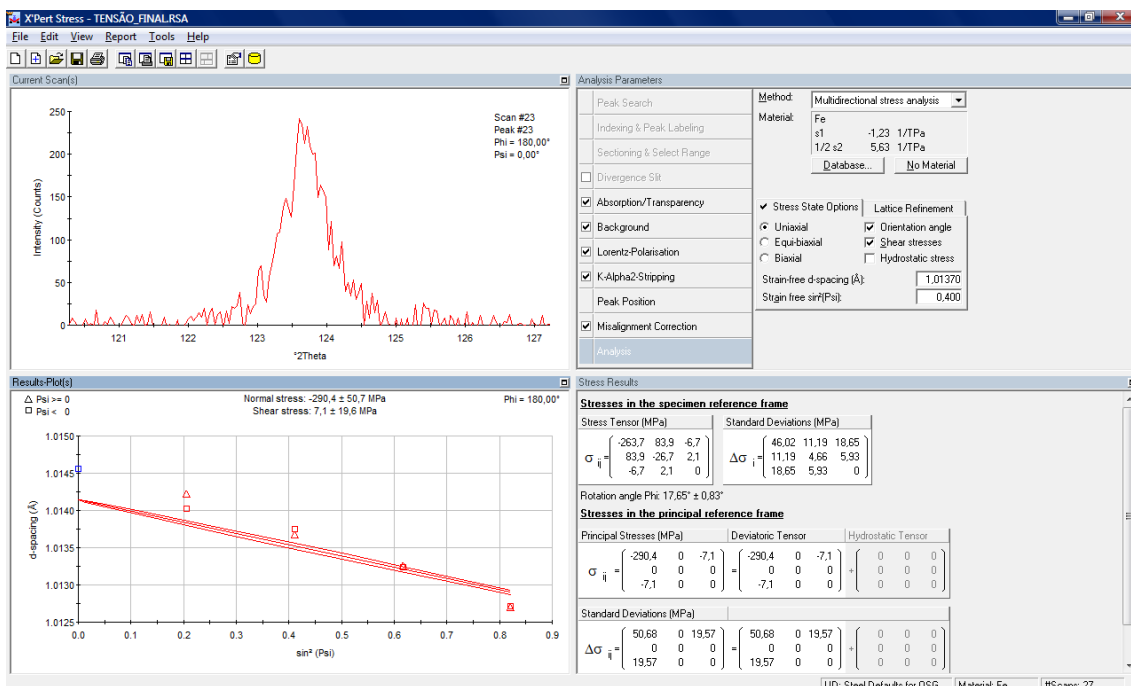 X'Pert Stress - TENSÃO_FINAL.RSA
File Edit View Report Tools Help
Current Scan(s)
Intensity (Counts)
250
200
150
100
50
0
Scan #23
Peak #23
Phi = 180,00°
Psi = 0,00°
121 122 123 124 125 126 127
°2Theta
Analysis Parameters
Peak Search
Indexing & Peak Labeling
Sectioning & Select Range
Divergence Slit
Absorption/Transparency
Background
Lorentz-Polarisation
K-Alpha2-Stripping
Peak Position
Misalignment Correction
Analysis
Method: Multidirectional stress analysis
Material: Fe
s1 -1,23 1/TPa
1/2 s2 5,63 1/TPa
Database... No Material
Stress State Options Lattice Refinement
Uniaxial Orientation angle
Equi-biaxial Shear stresses
Biaxial Hydrostatic stress
Strain-free d-spacing (Å): 1,01370
Strain free sin²(Psi): 0,400
Results-Plot(s)
△ Psi >= 0 Normal stress: -290,4 ± 50,7 MPa Phi = 180,00°
□ Psi < 0 Shear stress: 7,1 ± 19,6 MPa
d-spacing (Å)
1.0150
1.0145
1.0140
1.0135
1.0130
1.0125
0.0 0.1 0.2 0.3 0.4 0.5 0.6 0.7 0.8 0.9
sin² (Psi)
Stress Results
Stresses in the specimen reference frame
Stress Tensor (MPa) Standard Deviations (MPa)
-263,7 83,9 -6,7 46,02 11,19 18,65
σ ij = 83,9 -26,7 2,1 Δσ i = 11,19 4,66 5,93
-6,7 2,1 0 18,65 5,93 0
Rotation angle Phi: 17,65° ± 0,83°
Stresses in the principal reference frame
Principal Stresses (MPa) Deviatoric Tensor Hydrostatic Tensor
-290,4 0 -7,1 -290,4 0 -7,1 0 0 0
σ ij = 0 0 0 = 0 0 0 + 0 0 0
-7,1 0 0 -7,1 0 0 0 0 0
Standard Deviations (MPa)
50,68 0 19,57 50,68 0 19,57 0 0 0
Δσ ij = 0 0 0 = 0 0 0 + 0 0 0
19,57 0 0 19,57 0 0 0 0 0
UD: Steel Defaults for QSG Material: Fe #Scans: 27